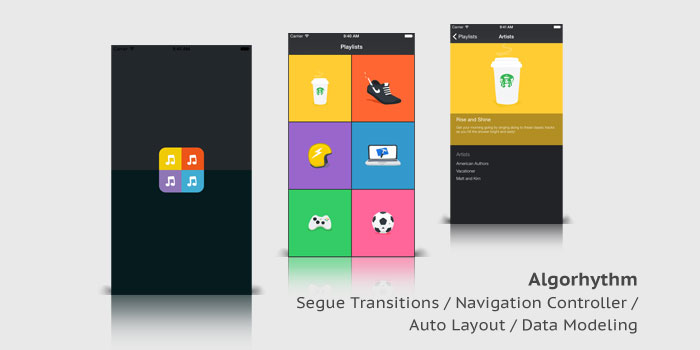 Carrier 9:40 AM
Playlists
Carrier 9:41 AM
Playlists Artists
Rise and Shine
Artists
American Authors
Vacationer
Matt and Kim
Algorhythm
Segue Transitions / Navigation Controller /
Auto Layout / Data Modeling